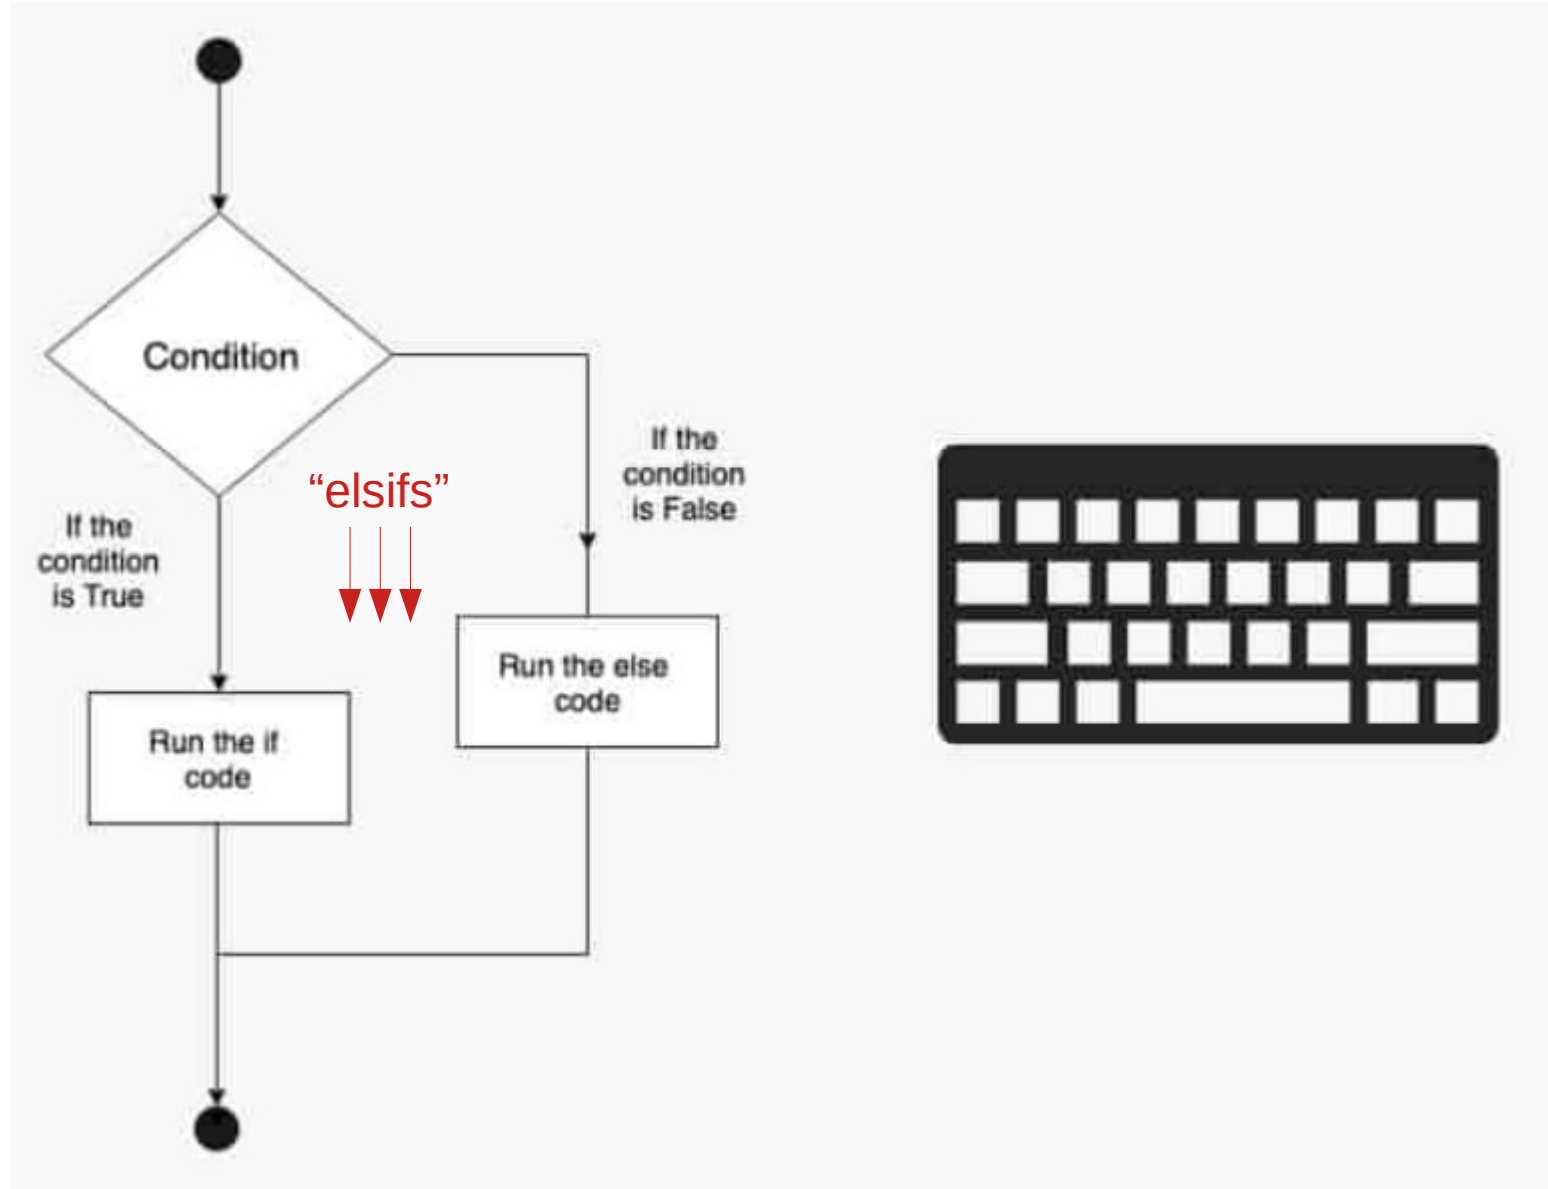 Condition
“elsifs”
If the
condition
is True
If the
condition
is False
Run the if
code
Run the else
code